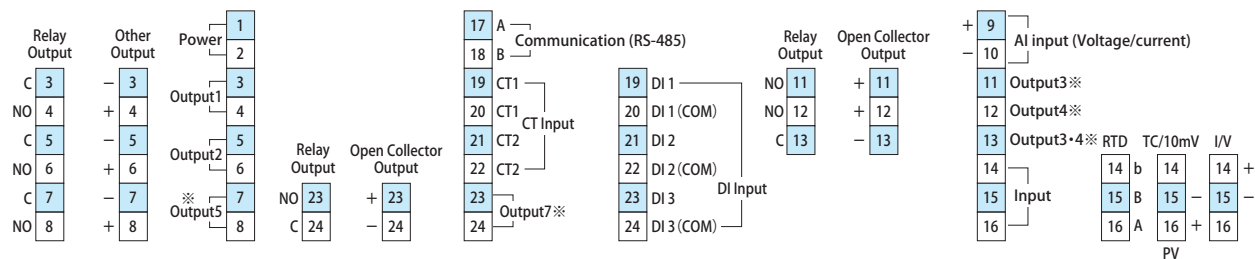 Relay Output
C 3
NO 4
C 5
NO 6
C 7
NO 8
Other Output
− 3
+ 4
− 5
+ 6
− 7
+ 8
Power
Output1
Output2
※
Output5
1
2
3
4
5
6
7
8
Relay Output
NO 23
C 24
Open Collector Output
+ 23
− 24
17 A
18 B
Communication (RS-485)
19 CT1
20 CT1
21 CT2
22 CT2
CT Input
23
24
Output7※
19 DI 1
20 DI 1 (COM)
21 DI 2
22 DI 2 (COM)
23 DI 3
24 DI 3 (COM)
DI Input
Relay Output
NO 11
NO 12
C 13
Open Collector Output
+ 11
+ 12
− 13
+ 9
− 10
AI input (Voltage/current)
11 Output3※
12 Output4※
13 Output3・4※
14
15
16
Input
RTD
14 b
15 B
16 A
TC/10mV
14
15 −
16 +
PV
I/V
14 +
15 −
16